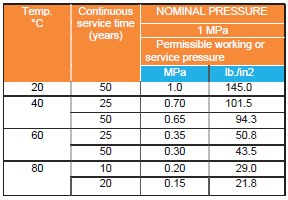 Temp. °C Continuous service time (years) NOMINAL PRESSURE
1 MPa
Permissible working or service pressure
MPa lb./in2
20 50 1.0 145.0
40 25 0.70 101.5
50 0.65 94.3
60 25 0.35 50.8
50 0.30 43.5
80 10 0.20 29.0
20 0.15 21.8